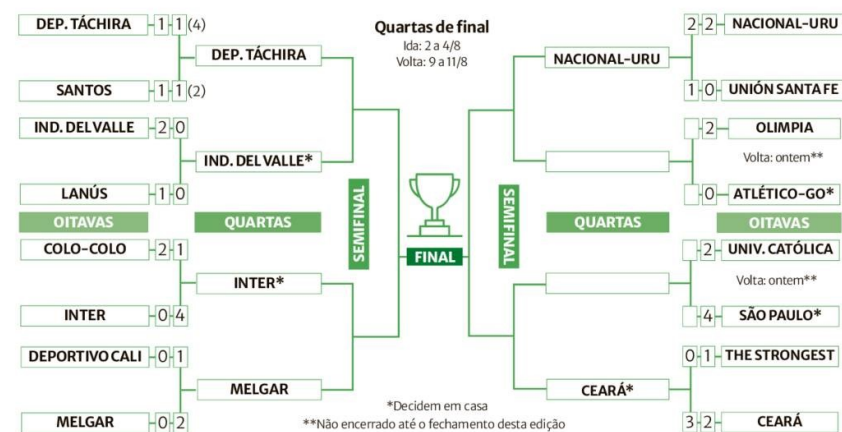 Quartas de final
Ida: 2 a 4/8
Volta: 9 a 11/8
DEP. TÁCHIRA 1 1 (4)
DEP. TÁCHIRA
SANTOS 1 1 (2)
IND. DEL VALLE 2 0
IND. DEL VALLE*
LANÚS 1 0
OITAVAS
QUARTAS
SEMIFINAL
COLO-COLO 2 1
INTER*
INTER 0 4
DEPORTIVO CALI 0 1
MELGAR
MELGAR 0 2
FINAL
2 2 NACIONAL-URU
NACIONAL-URU
1 0 UNIÓN SANTA FE
2 OLIMPIA
Volta: ontem**
0 ATLÉTICO-GO*
SEMIFINAL
QUARTAS
OITAVAS
2 UNIV. CATÓLICA
Volta: ontem**
4 SÃO PAULO*
0 1 THE STRONGEST
CEARÁ*
3 2 CEARÁ
*Decidem em casa
**Não encerrado até o fechamento desta edição